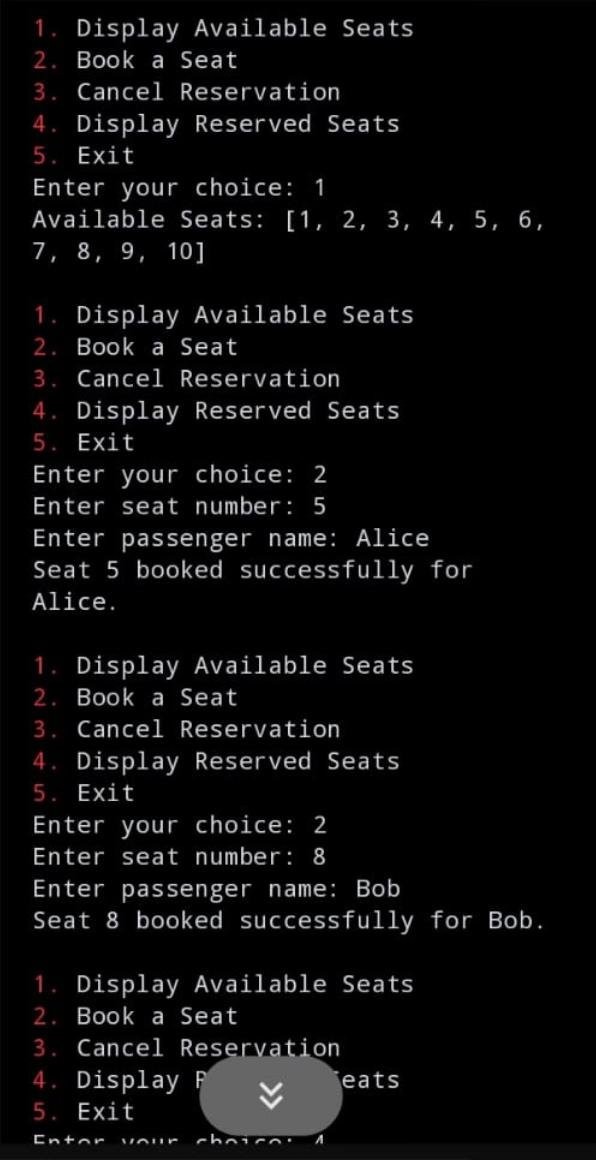 1. Display Available Seats
2. Book a Seat
3. Cancel Reservation
4. Display Reserved Seats
5. Exit
Enter your choice: 1
Available Seats: [1, 2, 3, 4, 5, 6,
7, 8, 9, 10]
1. Display Available Seats
2. Book a Seat
3. Cancel Reservation
4. Display Reserved Seats
5. Exit
Enter your choice: 2
Enter seat number: 5
Enter passenger name: Alice
Seat 5 booked successfully for
Alice.
1. Display Available Seats
2. Book a Seat
3. Cancel Reservation
4. Display Reserved Seats
5. Exit
Enter your choice: 2
Enter seat number: 8
Enter passenger name: Bob
Seat 8 booked successfully for Bob.
1. Display Available Seats
2. Book a Seat
3. Cancel Reservation
4. Display
5. Exit
Enter your choice: 4